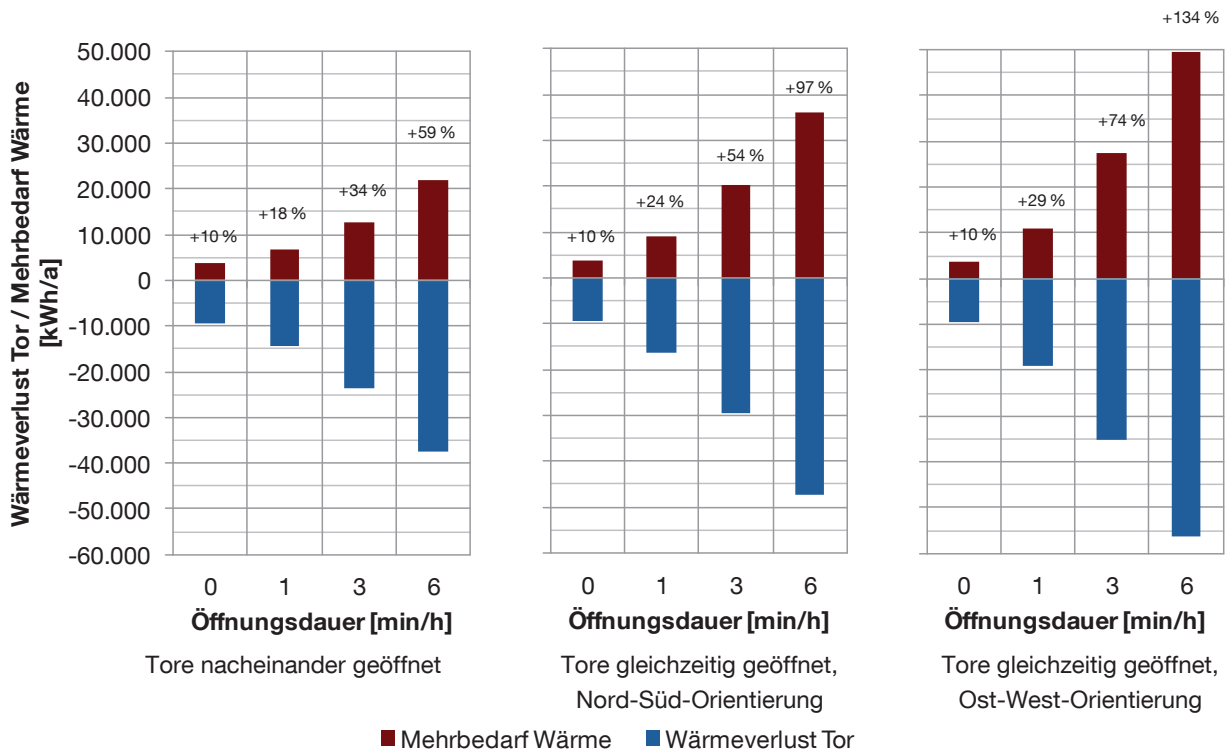 Wärmeverlust Tor / Mehrbedarf Wärme
[kWh/a]
50.000
40.000
30.000
20.000
10.000
0
-10.000
-20.000
-30.000
-40.000
-50.000
-60.000
+10 %
+18 %
+34 %
+59 %
0 1 3 6
Öffnungsdauer [min/h]
Tore nacheinander geöffnet
+10 %
+24 %
+54 %
+97 %
0 1 3 6
Öffnungsdauer [min/h]
Tore gleichzeitig geöffnet,
Nord-Süd-Orientierung
+10 %
+29 %
+74 %
+134 %
0 1 3 6
Öffnungsdauer [min/h]
Tore gleichzeitig geöffnet,
Ost-West-Orientierung
Mehrbedarf Wärme Wärmeverlust Tor